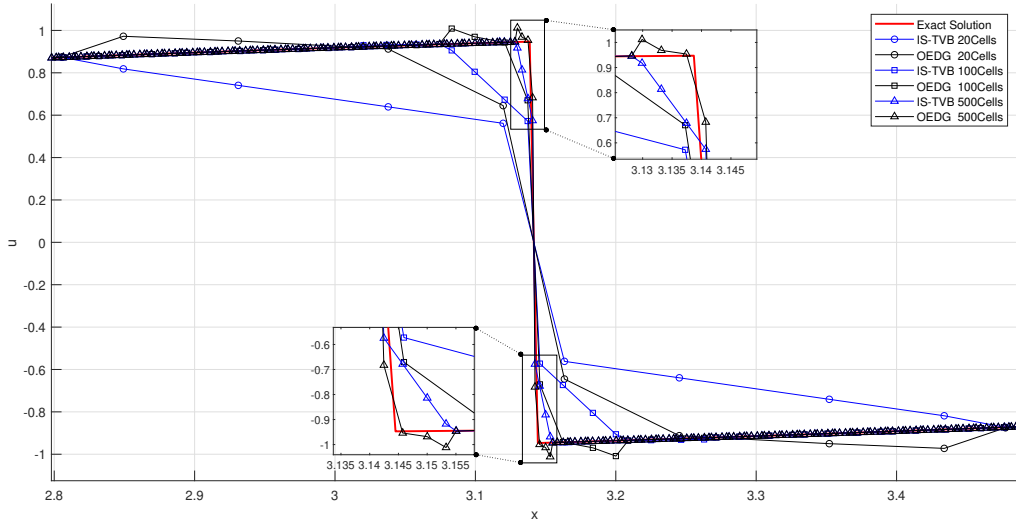 1
0.8
0.6
0.4
0.2
0
-0.2
-0.4
-0.6
-0.8
-1
u
2.8 2.9 3 3.1 3.2 3.3 3.4
x
Exact Solution
IS-TVB 20Cells
OEDG 20Cells
IS-TVB 100Cells
OEDG 100Cells
IS-TVB 500Cells
OEDG 500Cells
1
0.9
0.8
0.7
0.6
3.13 3.135 3.14 3.145
-0.6
-0.7
-0.8
-0.9
-1
3.135 3.14 3.145 3.15 3.155